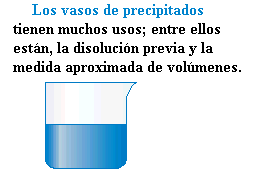 Los vasos de precipitados
tienen muchos usos; entre ellos
están, la disolución previa y la
medida aproximada de volúmenes.